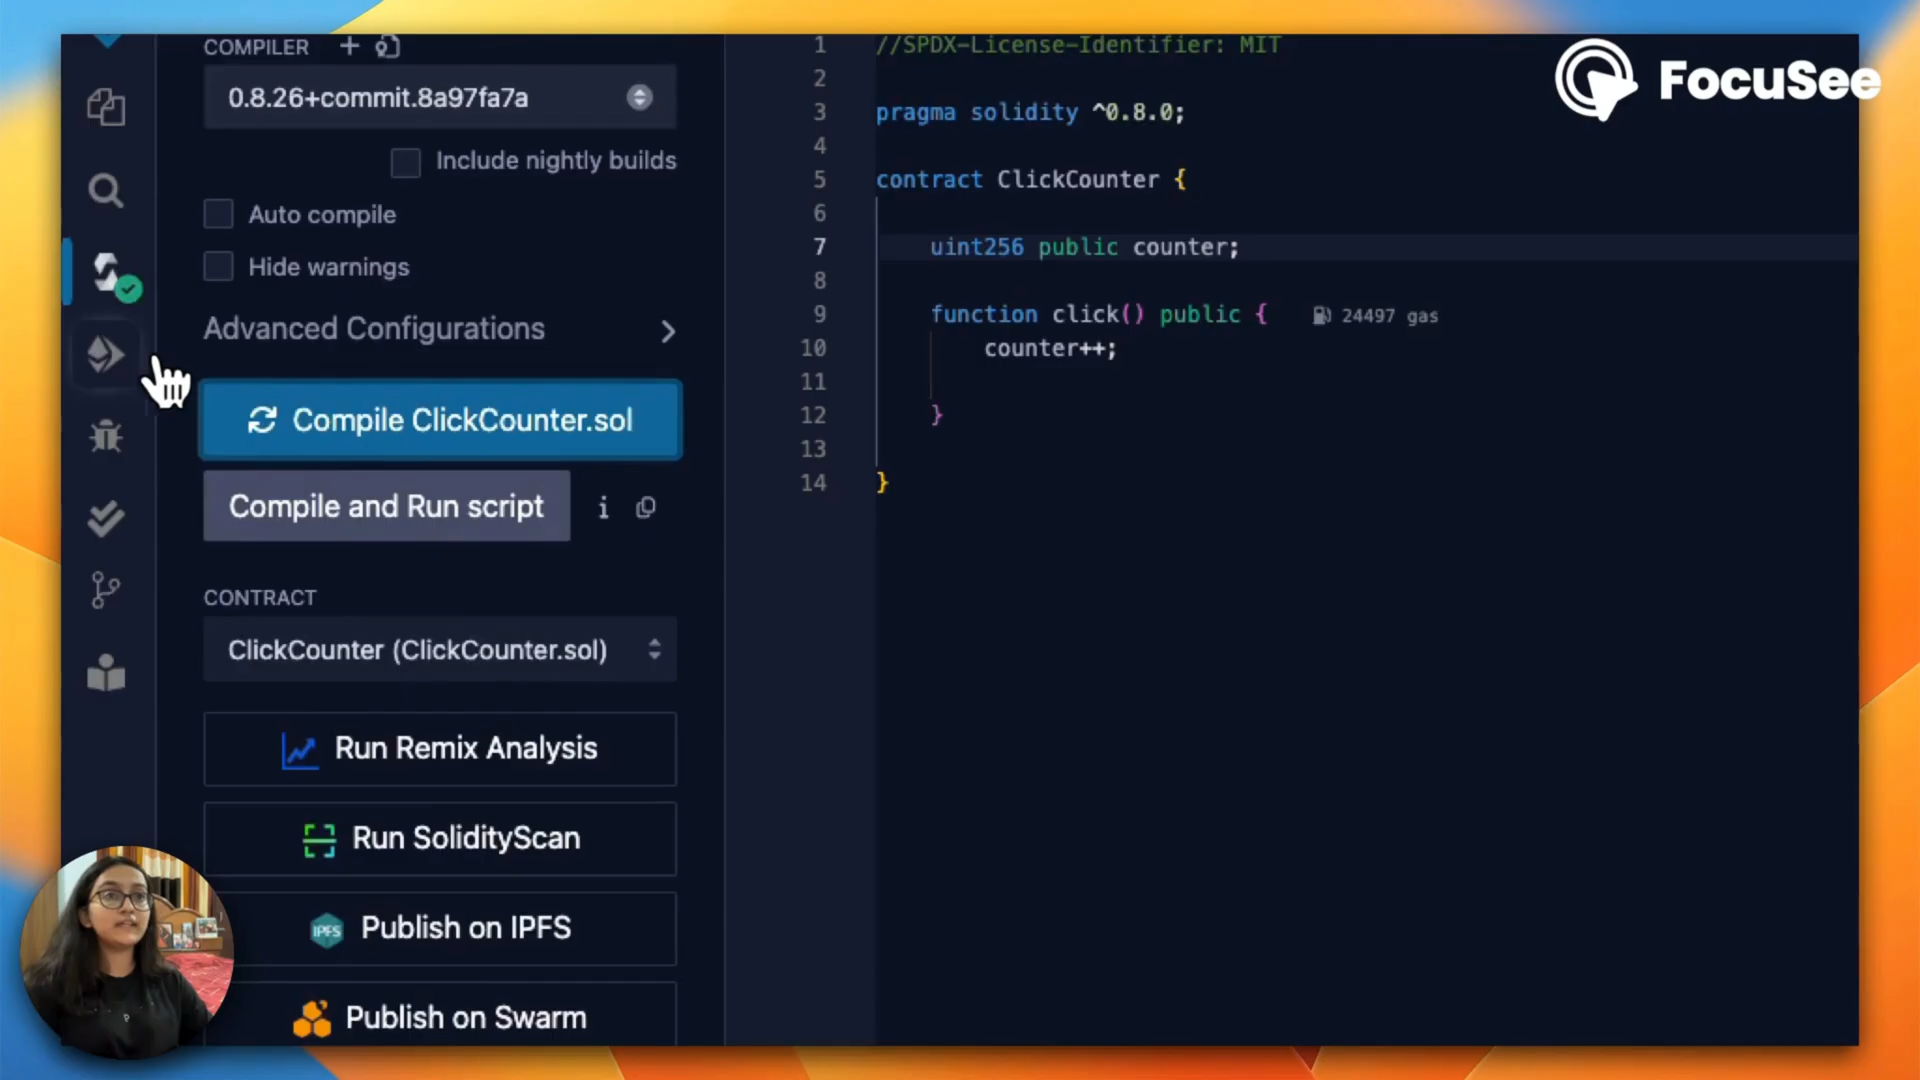 COMPILER
0.8.26+commit.8a97fa7a
Include nightly builds
Auto compile
Hide warnings
Advanced Configurations
Compile ClickCounter.sol
Compile and Run script
i
CONTRACT
ClickCounter (ClickCounter.sol)
Run Remix Analysis
Run SolidityScan
IPFS Publish on IPFS
Publish on Swarm
1 //SPDX-License-Identifier: MIT
2
3 pragma solidity ^0.8.0;
4
5 contract ClickCounter {
6
7 uint256 public counter;
8
9 function click() public { 24497 gas
10 counter++;
11
12 }
13
14 }
FocuSee